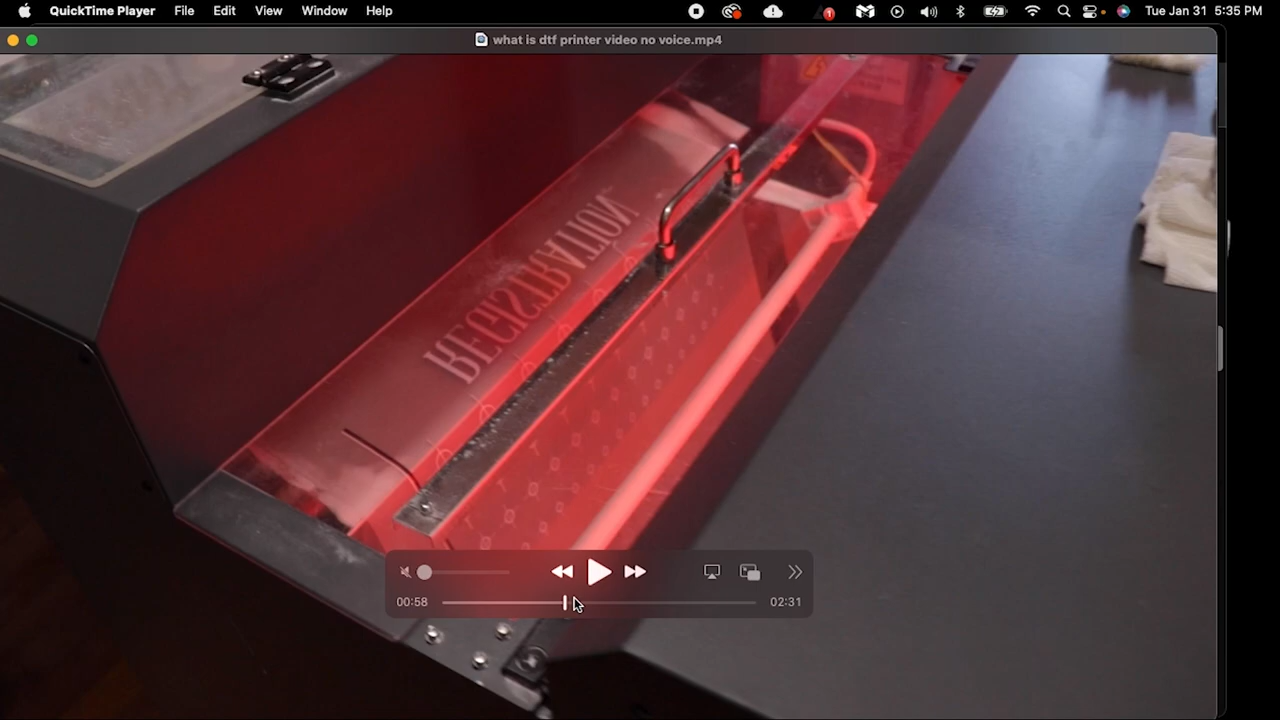 QuickTime Player File Edit View Window Help Tue Jan 31 5:35 PM
what is dtf printer video no voice.mp4
REGISTRATION
00:58 02:31